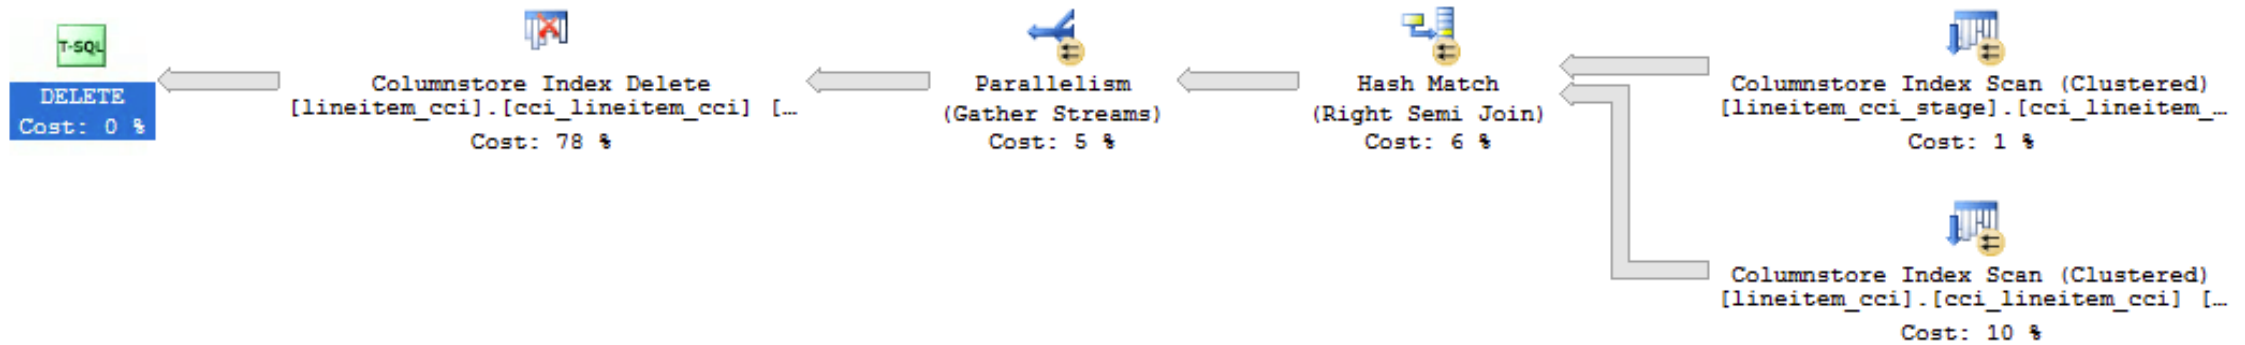 T-SQL
DELETE
Cost: 0 %
Columnstore Index Delete
[lineitem_cci].[cci_lineitem_cci] [...
Cost: 78 %
Parallelism
(Gather Streams)
Cost: 5 %
Hash Match
(Right Semi Join)
Cost: 6 %
Columnstore Index Scan (Clustered)
[lineitem_cci_stage].[cci_lineitem_...
Cost: 1 %
Columnstore Index Scan (Clustered)
[lineitem_cci].[cci_lineitem_cci] [...
Cost: 10 %